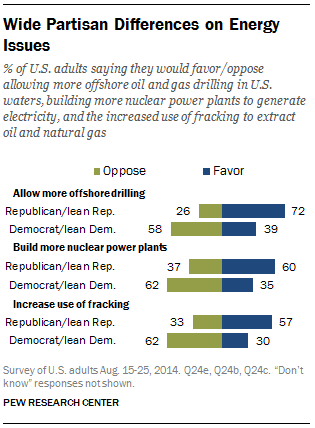 Wide Partisan Differences on Energy
Issues
% of U.S. adults saying they would favor/oppose
allowing more offshore oil and gas drilling in U.S.
waters, building more nuclear power plants to generate
electricity, and the increased use of fracking to extract
oil and natural gas
Oppose Favor
Allow more offshore drilling
Republican/lean Rep. 26 72
Democrat/lean Dem. 58 39
Build more nuclear power plants
Republican/lean Rep. 37 60
Democrat/lean Dem. 62 35
Increase use of fracking
Republican/lean Rep. 33 57
Democrat/lean Dem. 62 30
Survey of U.S. adults Aug. 15-25, 2014. Q24e, Q24b, Q24c. “Don’t
know” responses not shown.
PEW RESEARCH CENTER